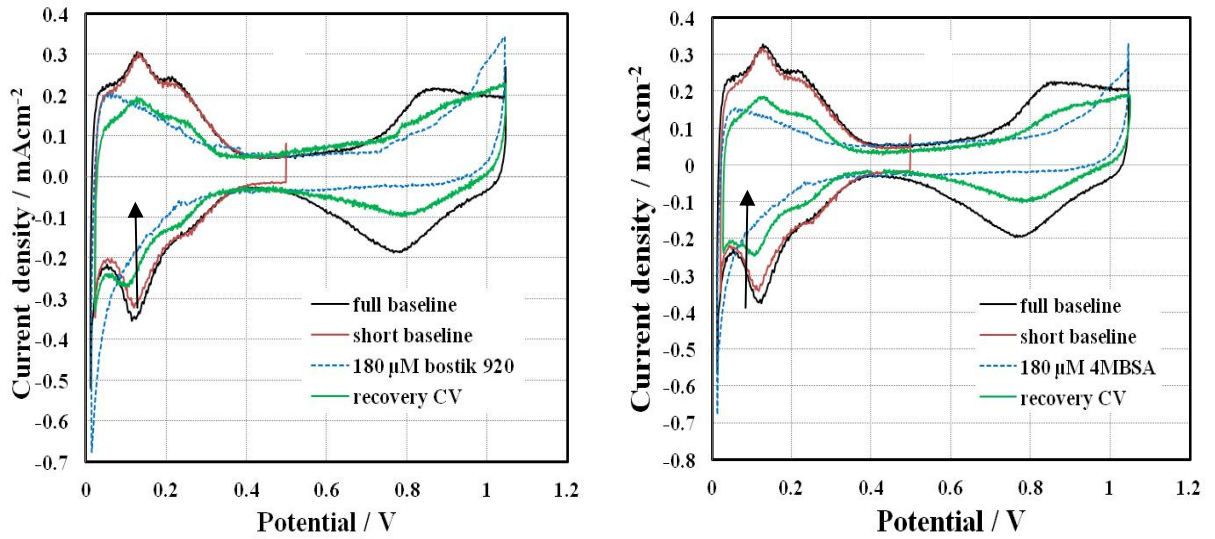 0.4
0.3
0.2
0.1
0.0
-0.1
-0.2
-0.3
-0.4
-0.5
-0.6
-0.7
Current density / mAcm⁻²
full baseline
short baseline
180 µM bostik 920
recovery CV
0 0.2 0.4 0.6 0.8 1 1.2
Potential / V
0.4
0.3
0.2
0.1
0
-0.1
-0.2
-0.3
-0.4
-0.5
-0.6
-0.7
-0.8
Current density / mAcm⁻²
full baseline
short baseline
180 µM 4MBSA
recovery CV
0 0.2 0.4 0.6 0.8 1 1.2
Potential / V